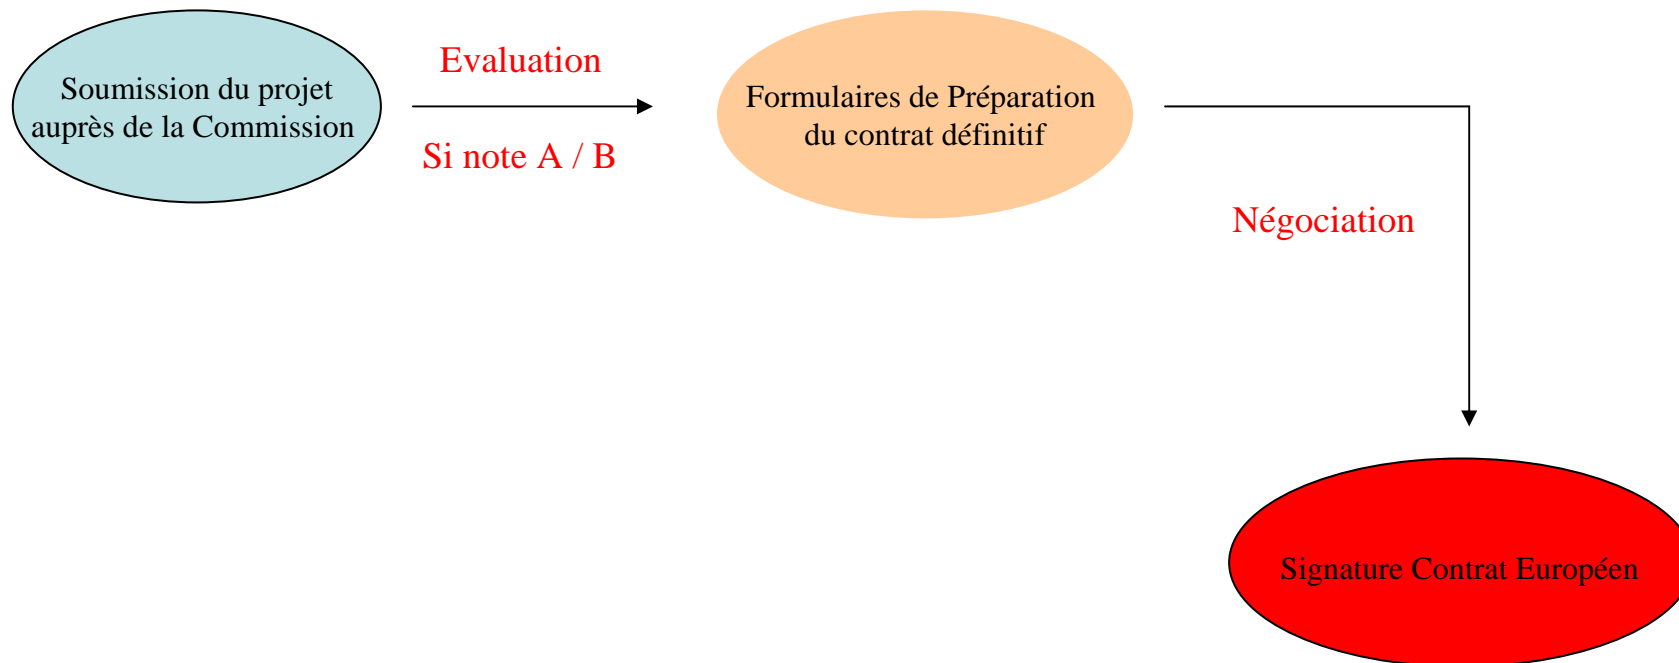 Soumission du projet
auprès de la Commission
Evaluation
Si note A / B
Formulaires de Préparation
du contrat définitif
Négociation
Signature Contrat Européen